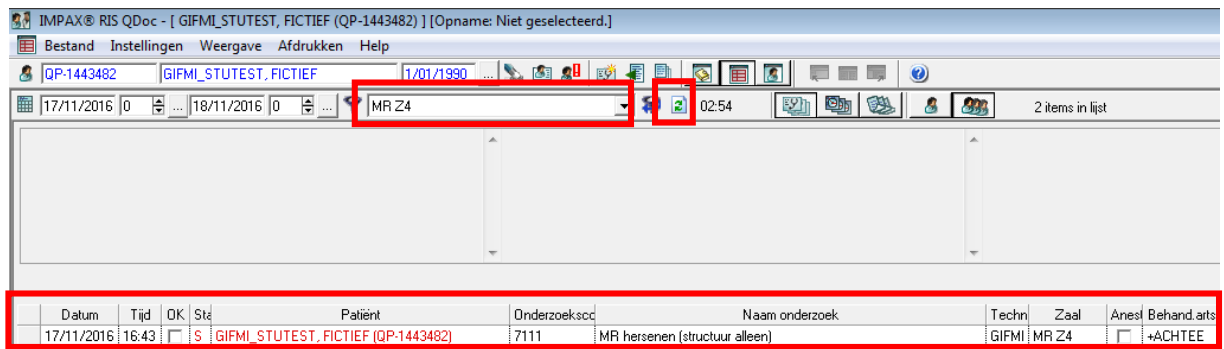 IMPAX® RIS QDoc - [ GIFMI_STUTEST, FICTIEF (QP-1443482) ] [Opname: Niet geselecteerd.]
Bestand Instellingen Weergave Afdrukken Help
QP-1443482 GIFMI_STUTEST, FICTIEF 1/01/1990 ...
17/11/2016 0 ... 18/11/2016 0 ... MR Z4 02:54 2 items in lijst
Datum Tijd OK Sta Patiënt Onderzoeksco Naam onderzoek Techn Zaal Anest Behand.arts
17/11/2016 16:43 S GIFMI_STUTEST, FICTIEF (QP-1443482) 7111 MR hersenen (structuur alleen) GIFMI MR Z4 +ACHTEE